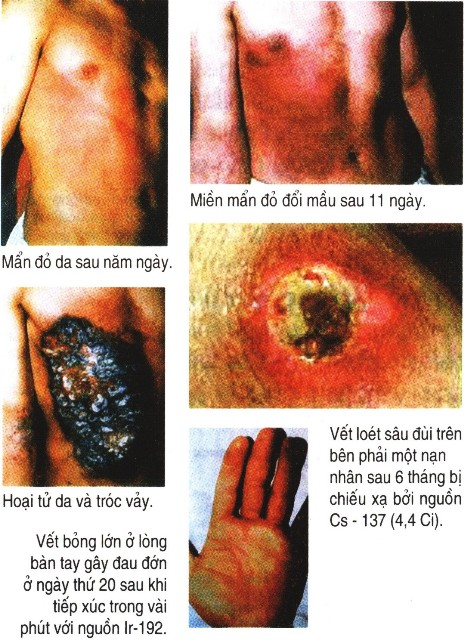 Mẩn đỏ da sau năm ngày.
Miền mẩn đỏ đổi mầu sau 11 ngày.
Hoại tử da và tróc vảy.
Vết loét sâu đùi trên
bên phải một nạn
nhân sau 6 tháng bị
chiếu xạ bởi nguồn
Cs - 137 (4,4 Ci).
Vết bỏng lớn ở lòng
bàn tay gây đau đớn
ở ngày thứ 20 sau khi
tiếp xúc trong vài
phút với nguồn Ir-192.